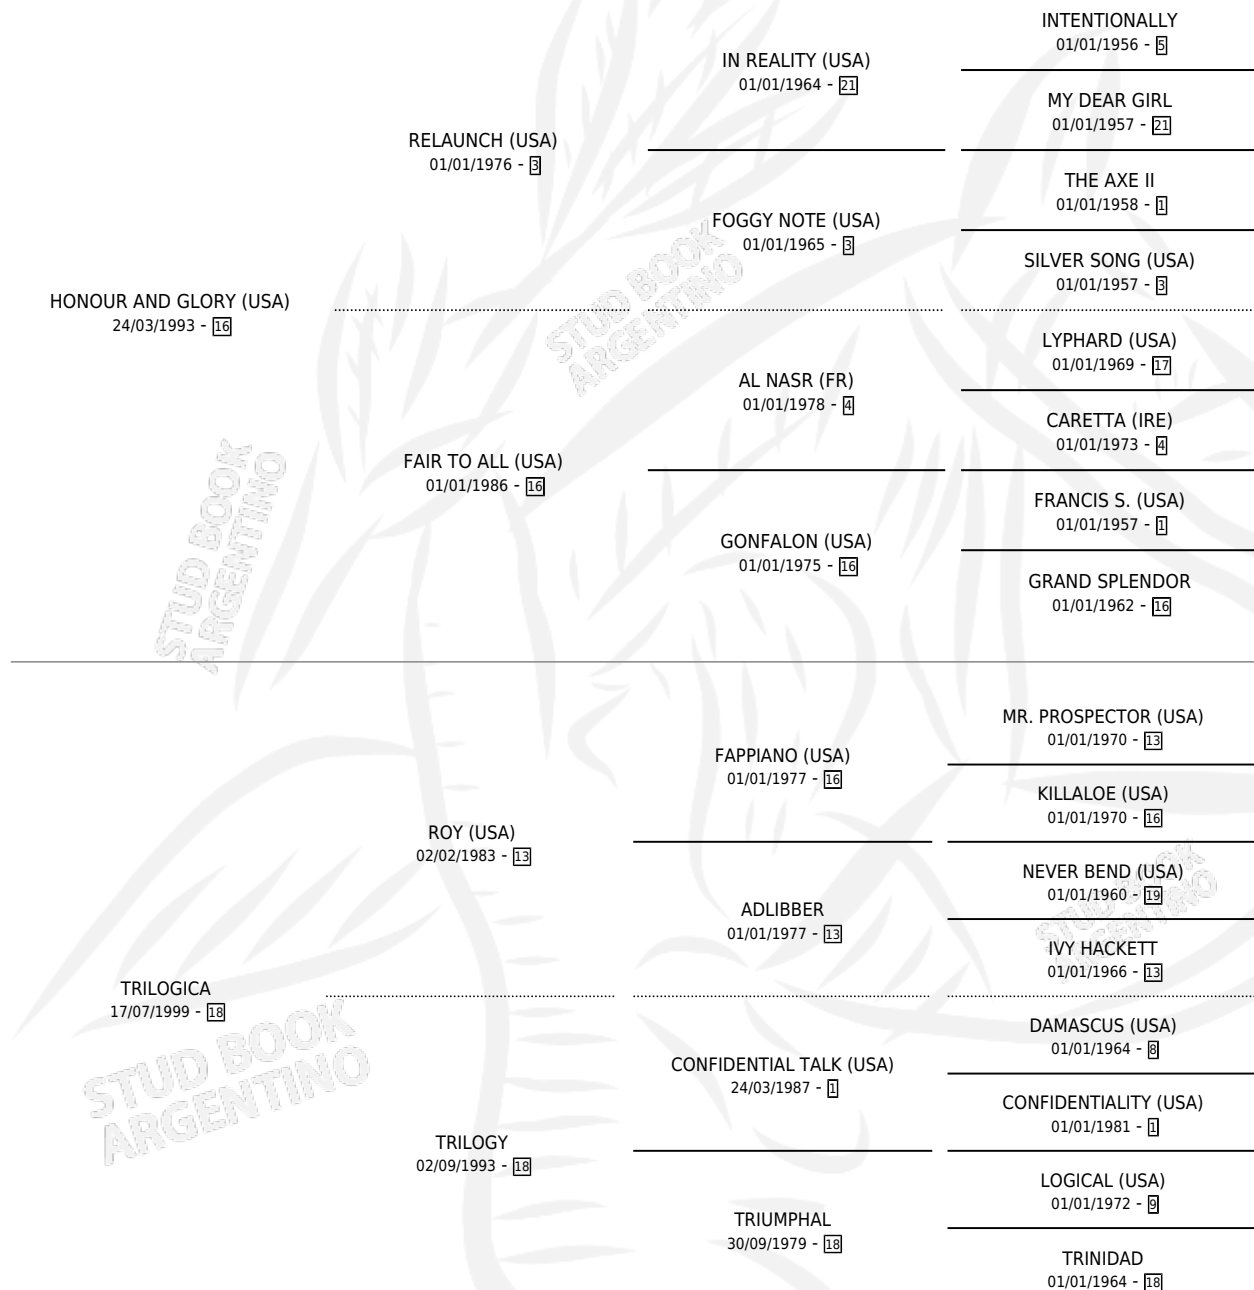 INTENTIONALLY
01/01/1956 - 5
IN REALITY (USA)
01/01/1964 - 21
MY DEAR GIRL
01/01/1957 - 21
RELAUNCH (USA)
01/01/1976 - 3
THE AXE II
01/01/1958 - 1
FOGGY NOTE (USA)
01/01/1965 - 3
SILVER SONG (USA)
01/01/1957 - 3
HONOUR AND GLORY (USA)
24/03/1993 - 16
LYPHARD (USA)
01/01/1969 - 17
AL NASR (FR)
01/01/1978 - 4
CARETTA (IRE)
01/01/1973 - 4
FAIR TO ALL (USA)
01/01/1986 - 16
FRANCIS S. (USA)
01/01/1957 - 1
GONFALON (USA)
01/01/1975 - 16
GRAND SPLENDOR
01/01/1962 - 16
MR. PROSPECTOR (USA)
01/01/1970 - 13
FAPPIANO (USA)
01/01/1977 - 16
KILLALOE (USA)
01/01/1970 - 16
ROY (USA)
02/02/1983 - 13
NEVER BEND (USA)
01/01/1960 - 19
ADLIBBER
01/01/1977 - 13
IVY HACKETT
01/01/1966 - 13
TRILOGICA
17/07/1999 - 18
DAMASCUS (USA)
01/01/1964 - 8
CONFIDENTIAL TALK (USA)
24/03/1987 - 1
CONFIDENTIALITY (USA)
01/01/1981 - 1
TRILOGY
02/09/1993 - 18
LOGICAL (USA)
01/01/1972 - 9
TRIUMPHAL
30/09/1979 - 18
TRINIDAD
01/01/1964 - 18
STUD BOOK
ARGENTINO
STUD BOOK
ARGENTINO
STUD BOOK
ARGENTINO
STUD BOOK
ARGENTINO